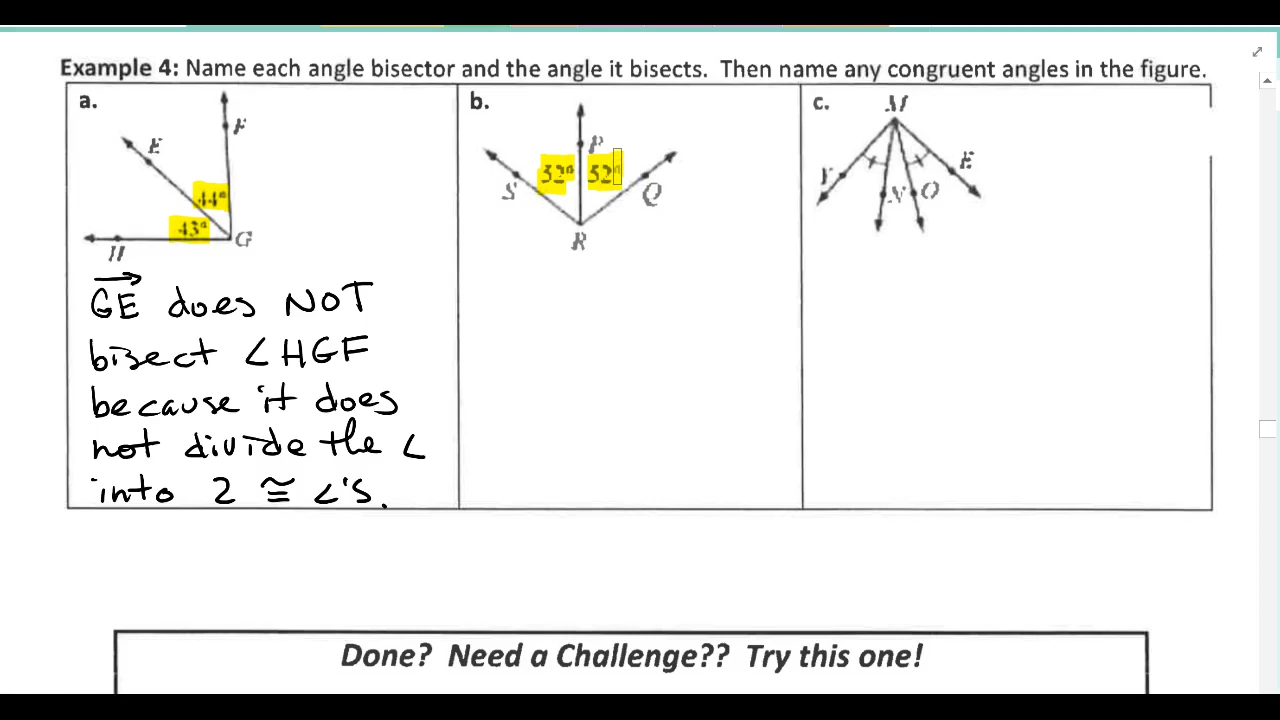 Example 4: Name each angle bisector and the angle it bisects. Then name any congruent angles in the figure.
a.
F
E
44°
43°
H
G
GE does NOT
bisect ∠HGF
because it does
not divide the ∠
into 2 ≅ ∠'s.
b.
P
52° 52°
S
Q
R
c.
M
E
N O
Done? Need a Challenge?? Try this one!